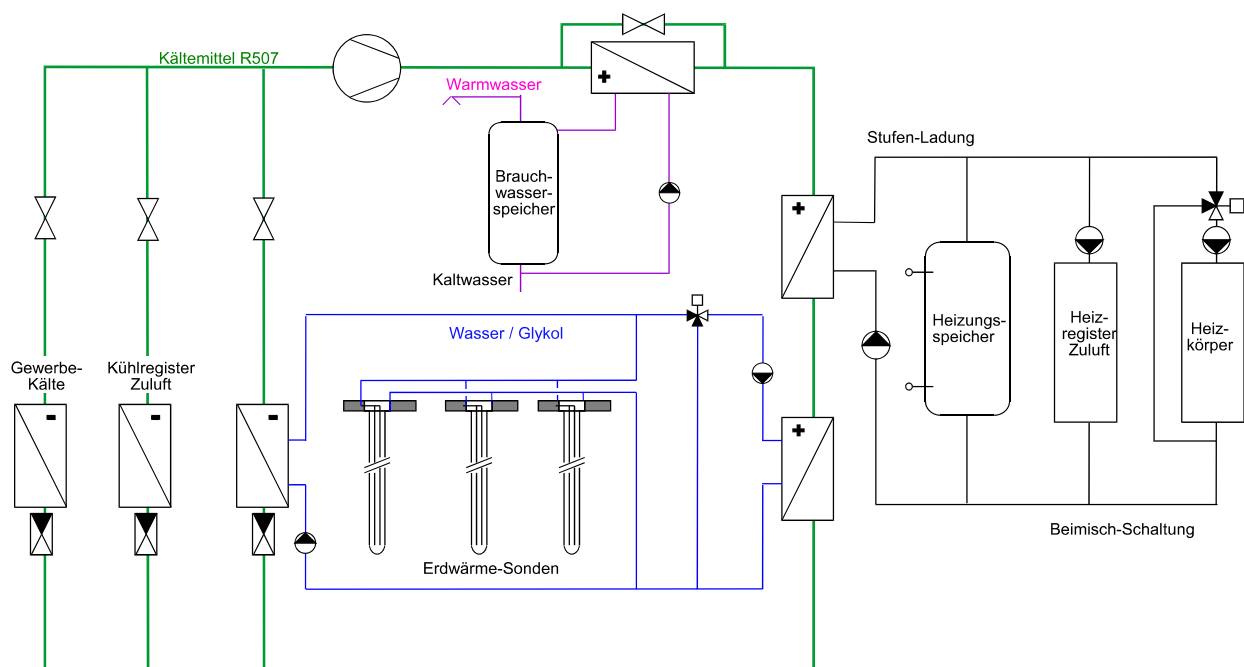 Kältemittel R507
Warmwasser
Brauch-
wasser-
speicher
Kaltwasser
Stufen-Ladung
Heizungs-
speicher
Heiz-
register
Zuluft
Heiz-
körper
Beimisch-Schaltung
Wasser / Glykol
Gewerbe-
Kälte
Kühlregister
Zuluft
Erdwärme-Sonden